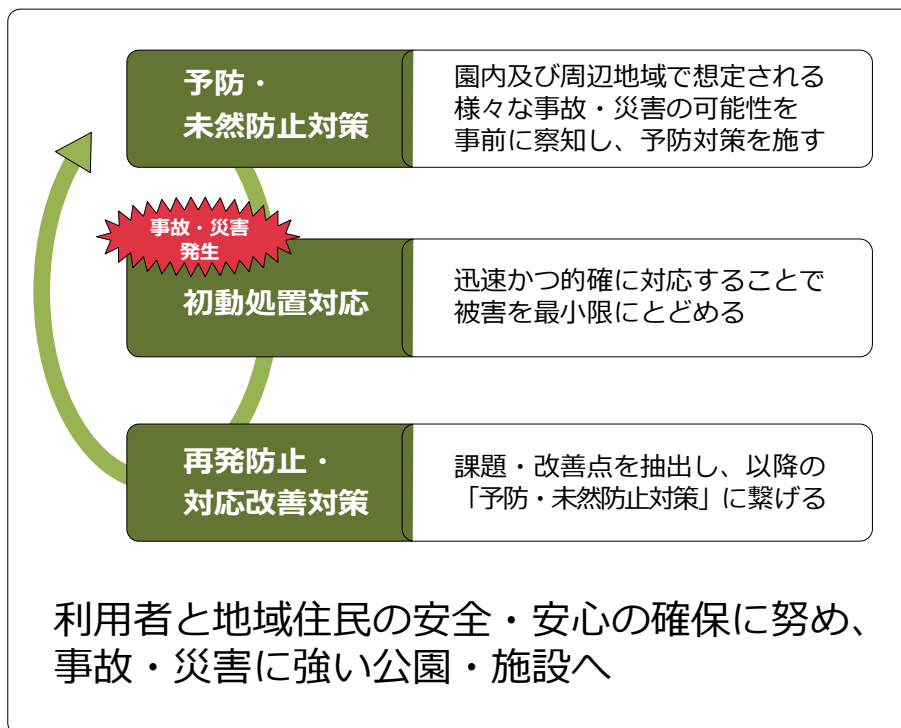 予防・
未然防止対策
園内及び周辺地域で想定される
様々な事故・災害の可能性を
事前に察知し、予防対策を施す
事故・災害
発生
初動処置対応
迅速かつ的確に対応することで
被害を最小限にとどめる
再発防止・
対応改善対策
課題・改善点を抽出し、以降の
「予防・未然防止対策」に繋げる
利用者と地域住民の安全・安心の確保に努め、
事故・災害に強い公園・施設へ